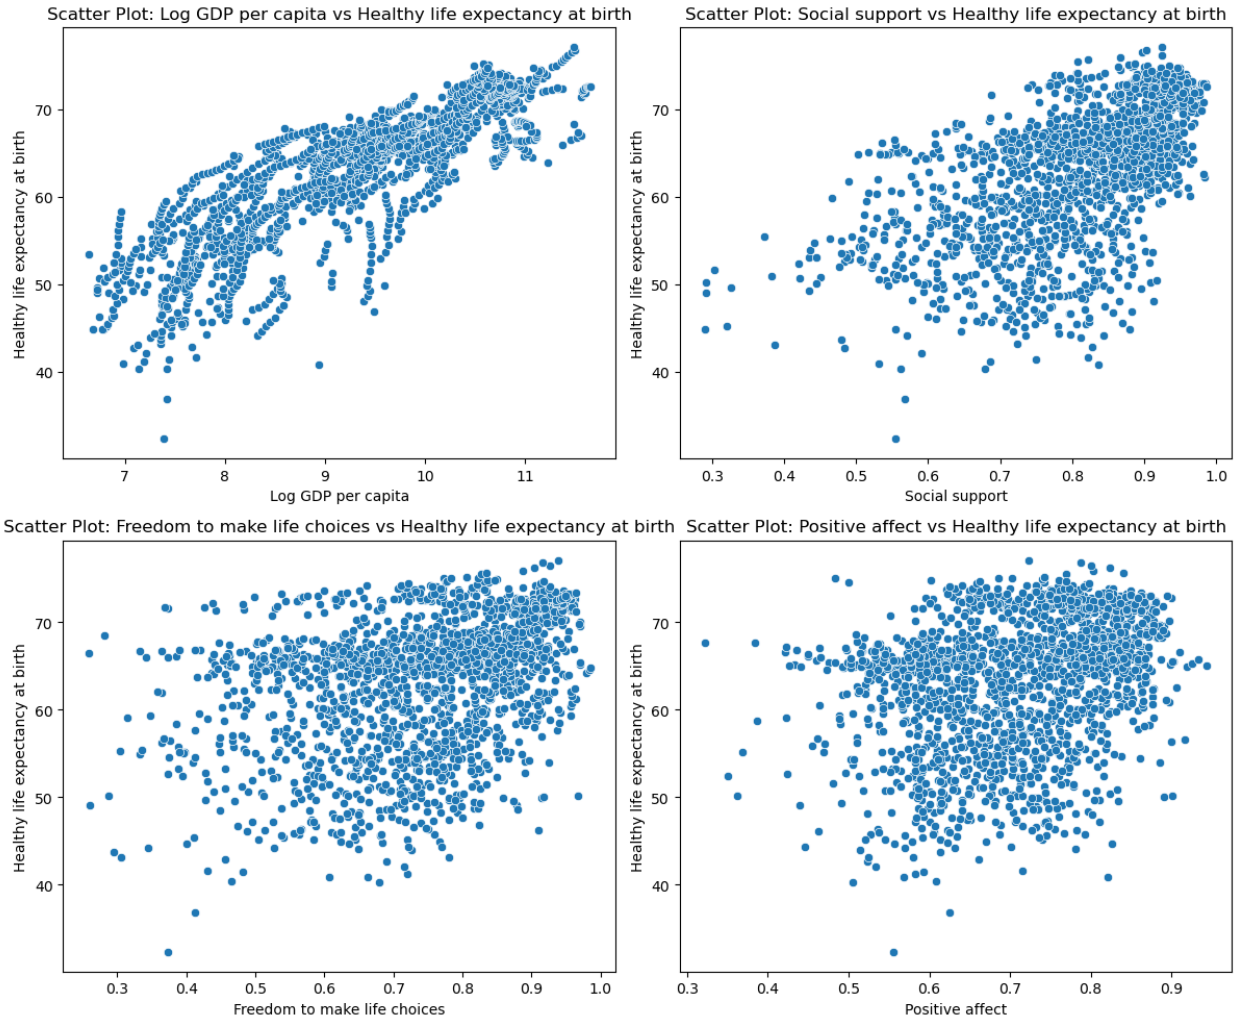 Scatter Plot: Log GDP per capita vs Healthy life expectancy at birth
Healthy life expectancy at birth
70
60
50
40
7 8 9 10 11
Log GDP per capita
Scatter Plot: Social support vs Healthy life expectancy at birth
Healthy life expectancy at birth
70
60
50
40
0.3 0.4 0.5 0.6 0.7 0.8 0.9 1.0
Social support
Scatter Plot: Freedom to make life choices vs Healthy life expectancy at birth
Healthy life expectancy at birth
70
60
50
40
0.3 0.4 0.5 0.6 0.7 0.8 0.9 1.0
Freedom to make life choices
Scatter Plot: Positive affect vs Healthy life expectancy at birth
Healthy life expectancy at birth
70
60
50
40
0.3 0.4 0.5 0.6 0.7 0.8 0.9
Positive affect